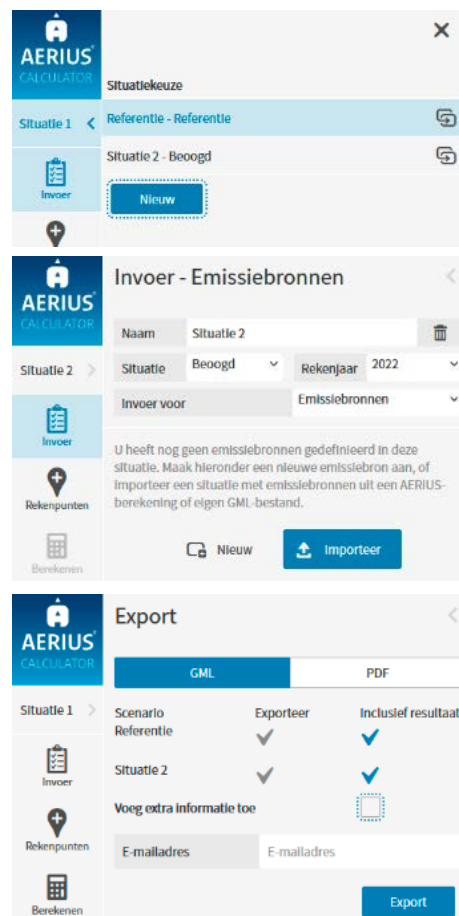 AERIUS
CALCULATOR
Situatiekeuze
Situatie 1
Referentie - Referentie
Situatie 2 - Beoogd
Invoer
Nieuw
AERIUS
CALCULATOR
Invoer - Emissiebronnen
Naam Situatie 2
Situatie 2
Situatie Beoogd Rekenjaar 2022
Invoer voor Emissiebronnen
Invoer
U heeft nog geen emissiebronnen gedefinieerd in deze
situatie. Maak hieronder een nieuwe emissiebron aan, of
importeer een situatie met emissiebronnen uit een AERIUS-
berekening of eigen GML-bestand.
Rekenpunten
Nieuw Importeer
Berekenen
AERIUS
CALCULATOR
Export
GML PDF
Situatie 1
Scenario Exporteer Inclusief resultaat
Referentie
Situatie 2
Invoer
Voeg extra informatie toe
Rekenpunten
E-mailadres E-mailadres
Berekenen
Export